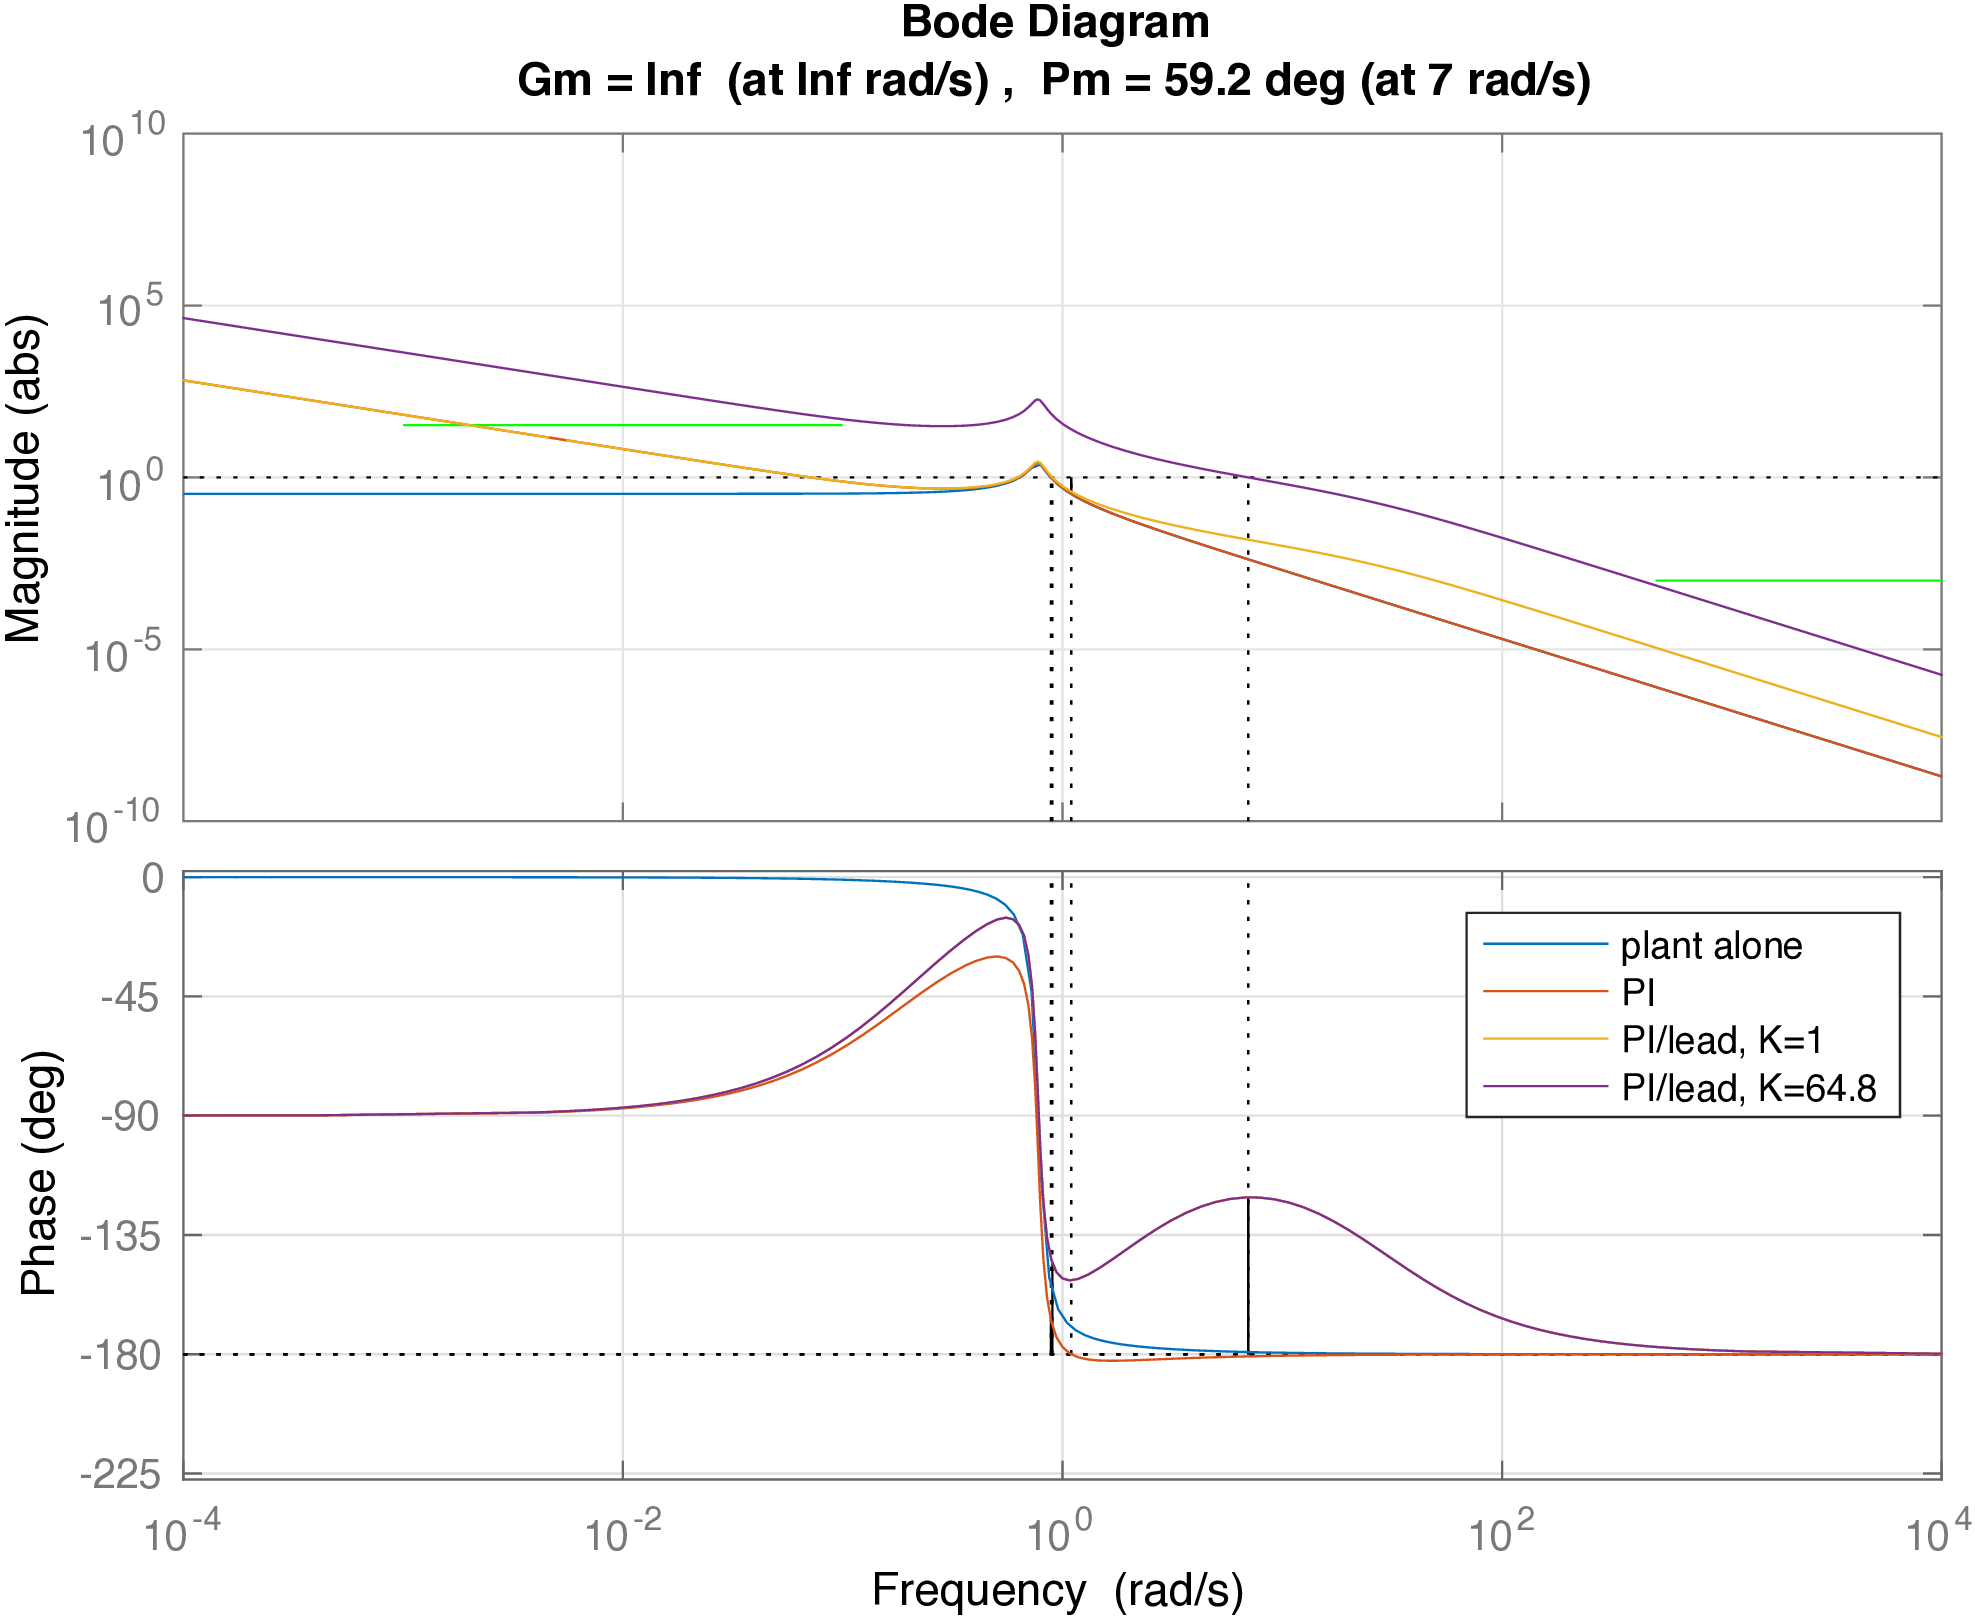 Bode Diagram
Gm = Inf (at Inf rad/s) , Pm = 59.2 deg (at 7 rad/s)
10^10
10^5
10^0
10^-5
10^-10
Magnitude (abs)
0
-45
-90
-135
-180
-225
Phase (deg)
plant alone
PI
PI/lead, K=1
PI/lead, K=64.8
10^-4 10^-2 10^0 10^2 10^4
Frequency (rad/s)